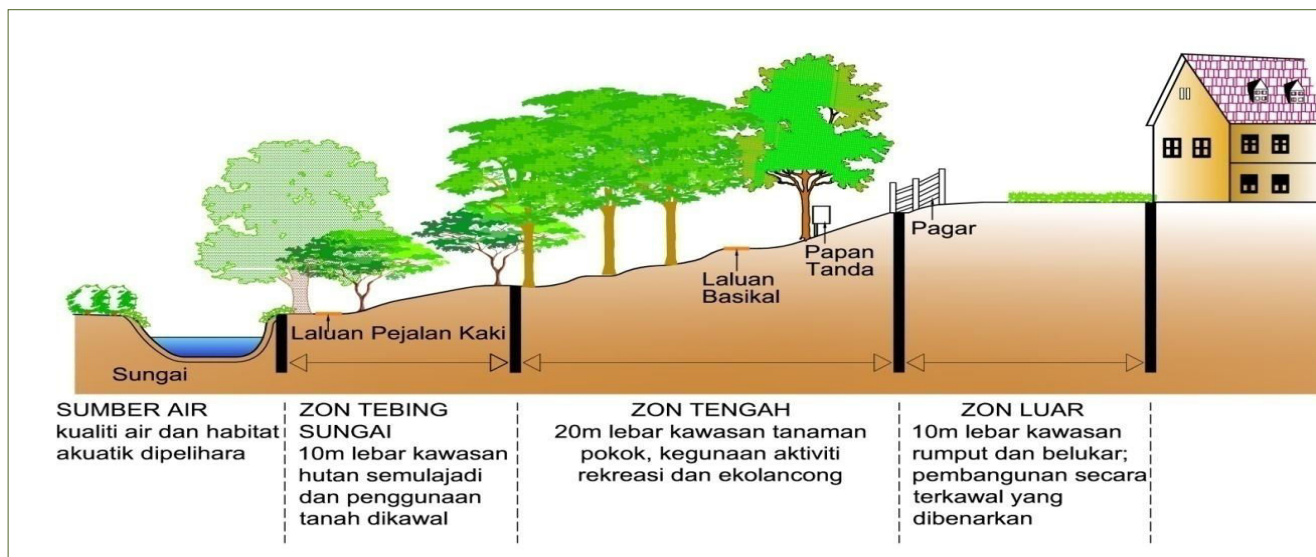 Pagar
Papan
Tanda
Laluan
Basikal
Laluan Pejalan Kaki
Sungai
SUMBER AIR
kualiti air dan habitat
akuatik dipelihara
ZON TEBING
SUNGAI
10m lebar kawasan
hutan semulajadi
dan penggunaan
tanah dikawal
ZON TENGAH
20m lebar kawasan tanaman
pokok, kegunaan aktiviti
rekreasi dan ekolancong
ZON LUAR
10m lebar kawasan
rumput dan belukar;
pembangunan secara
terkawal yang
dibenarkan